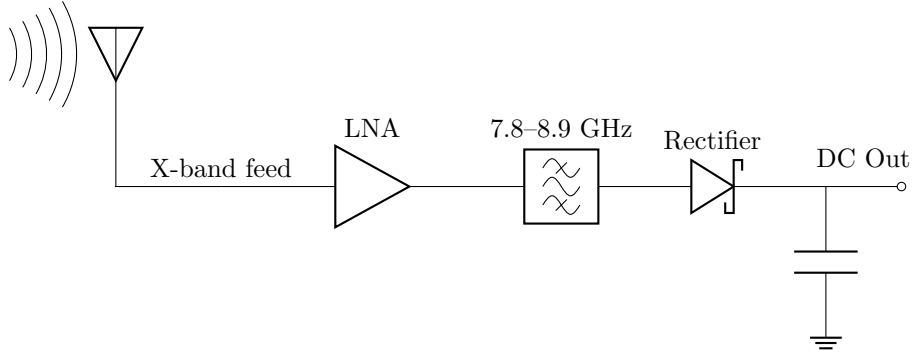 LNA
7.8–8.9 GHz
Rectifier
DC Out
X-band feed